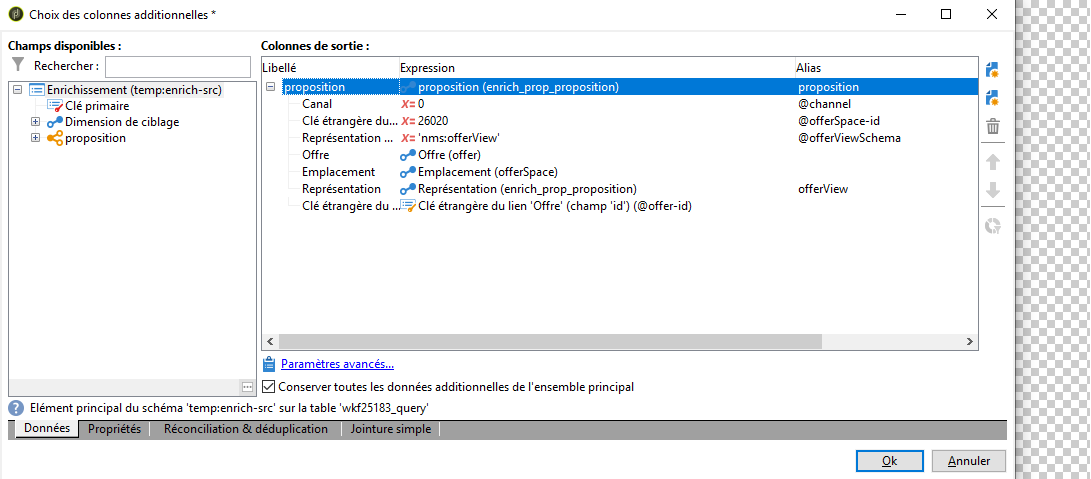 Choix des colonnes additionnelles *
Champs disponibles :
Rechercher :
Enrichissement (temp:enrich-src)
Clé primaire
Dimension de ciblage
proposition
Colonnes de sortie :
Libellé Expression Alias
proposition proposition (enrich_prop_proposition) proposition
Canal X= 0 @channel
Clé étrangère du... X= 26020 @offerSpace-id
Représentation ... X= 'nms:offerView' @offerViewSchema
Offre Offre (offer)
Emplacement Emplacement (offerSpace)
Représentation Représentation (enrich_prop_proposition) offerView
Clé étrangère du ... Clé étrangère du lien 'Offre' (champ 'id') (@offer-id)
Paramètres avancés...
Conserver toutes les données additionnelles de l'ensemble principal
Elément principal du schéma 'temp:enrich-src' sur la table 'wkf25183_query'
Données Propriétés Réconciliation & déduplication Jointure simple
Ok Annuler